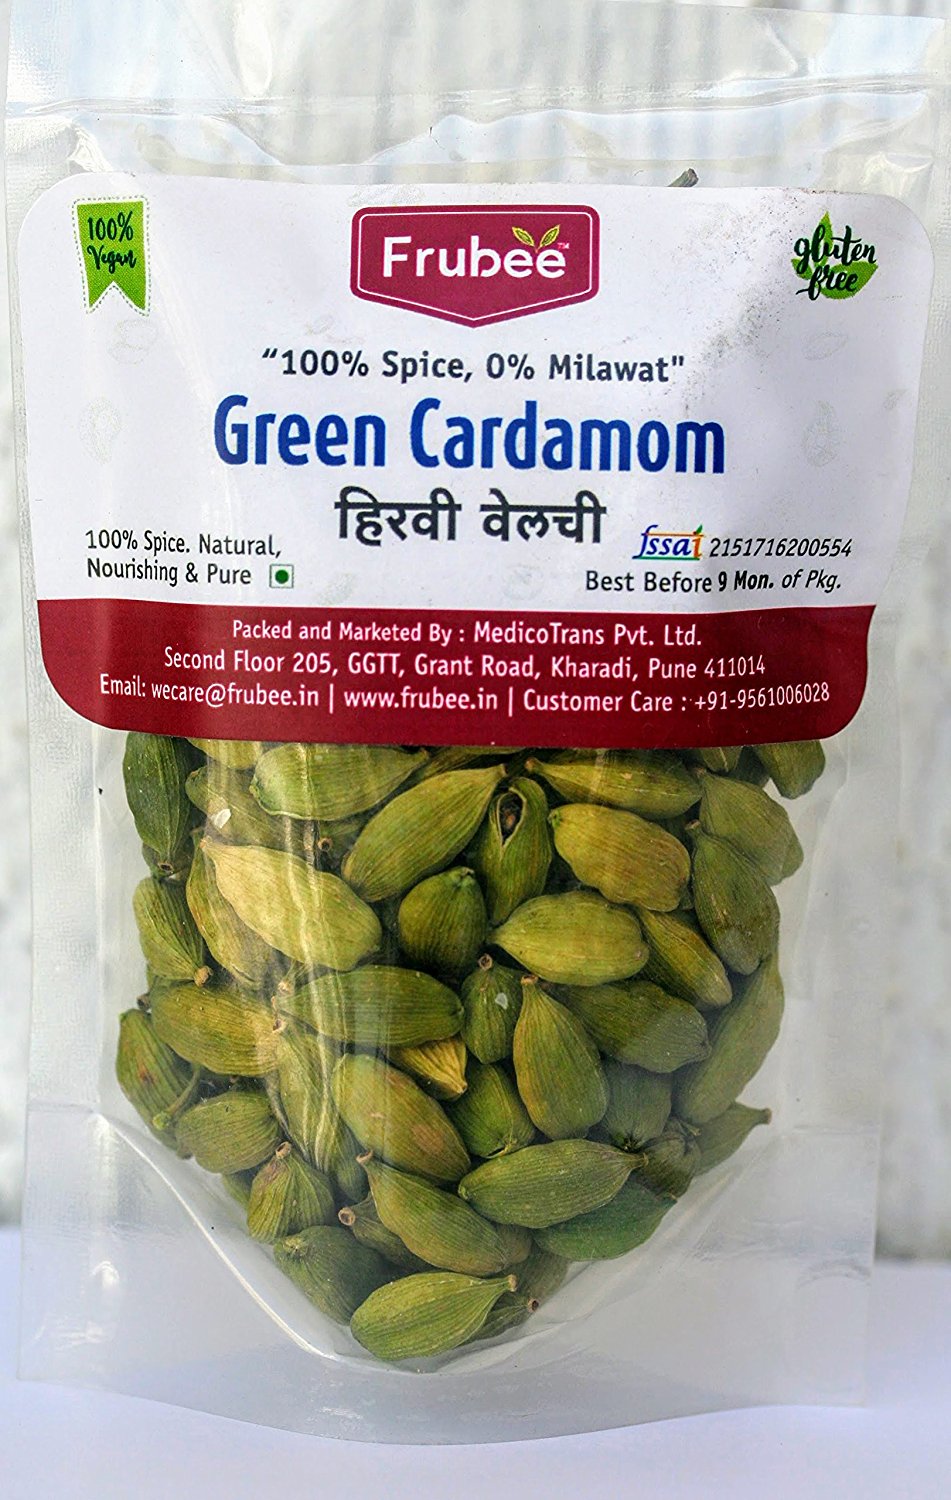 100%
Vegan
Frubee™
gluten
free
“100% Spice, 0% Milawat"
Green Cardamom
हिरवी वेलची
100% Spice. Natural,
Nourishing & Pure
fssai 2151716200554
Best Before 9 Mon. of Pkg.
Packed and Marketed By : MedicoTrans Pvt. Ltd.
Second Floor 205, GGTT, Grant Road, Kharadi, Pune 411014
Email: wecare@frubee.in | www.frubee.in | Customer Care : +91-9561006028